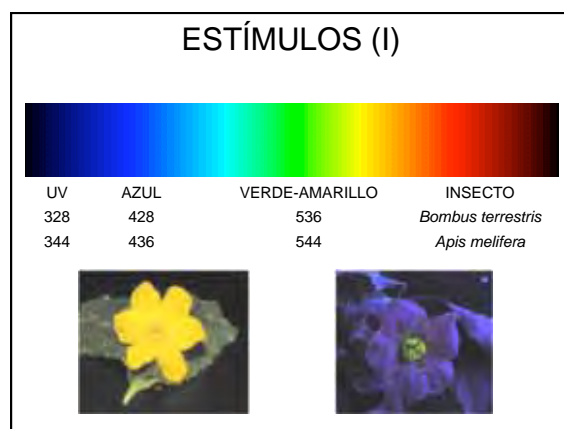 ESTÍMULOS (I)
UV AZUL VERDE-AMARILLO INSECTO
328 428 536 Bombus terrestris
344 436 544 Apis melifera